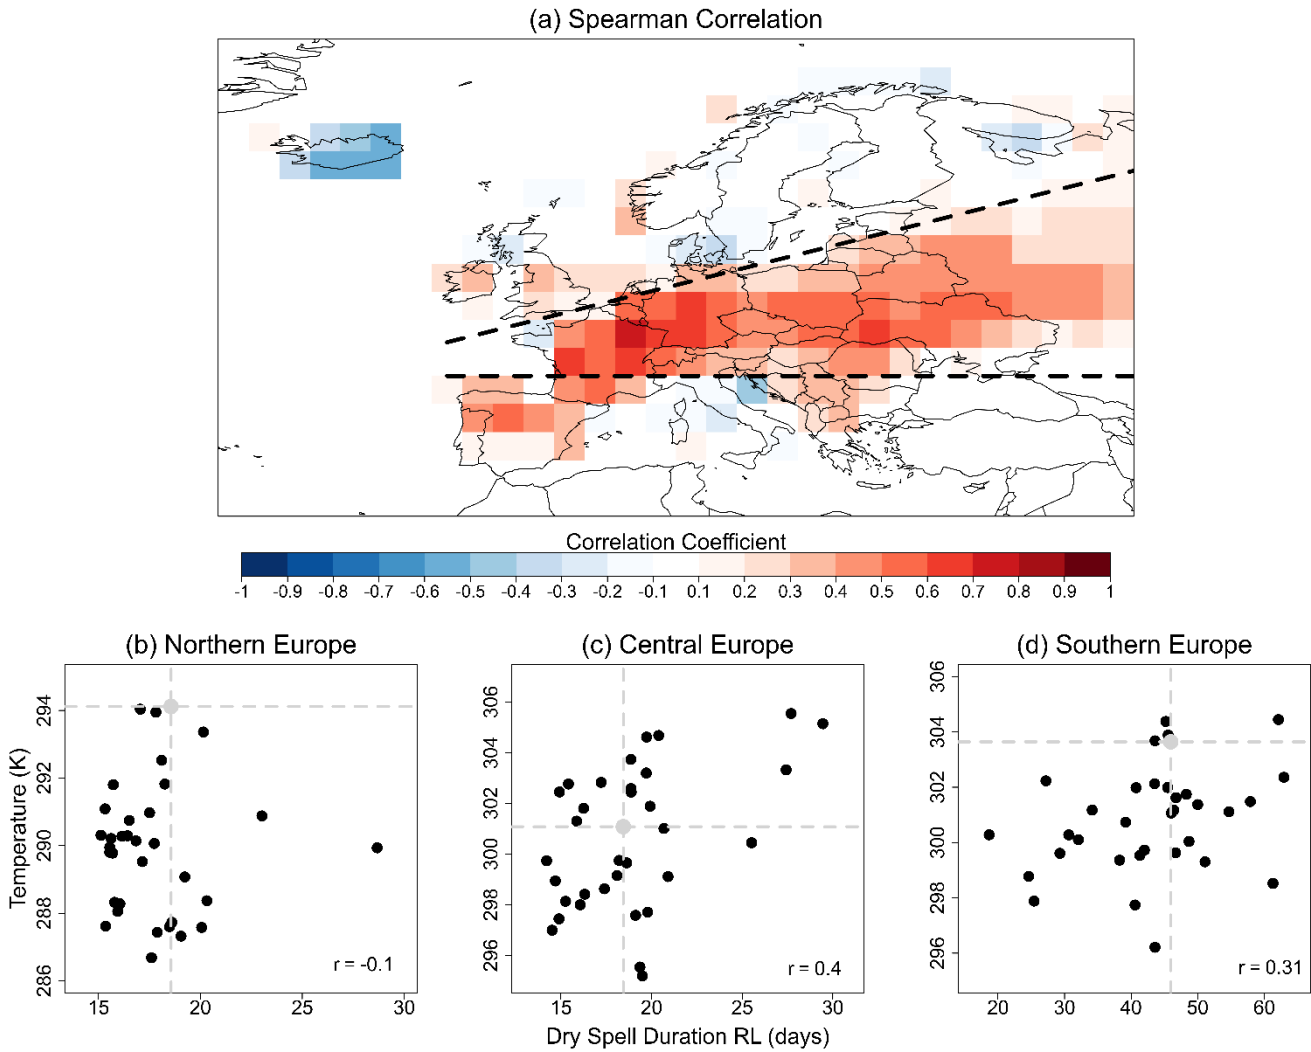 (a) Spearman Correlation
Correlation Coefficient
-1 -0.9 -0.8 -0.7 -0.6 -0.5 -0.4 -0.3 -0.2 -0.1 0.1 0.2 0.3 0.4 0.5 0.6 0.7 0.8 0.9 1
(b) Northern Europe
Temperature (K)
294
292
290
288
286
r = -0.1
15 20 25 30
(c) Central Europe
306
304
302
300
298
296
r = 0.4
15 20 25 30
Dry Spell Duration RL (days)
(d) Southern Europe
306
304
302
300
298
296
r = 0.31
20 30 40 50 60